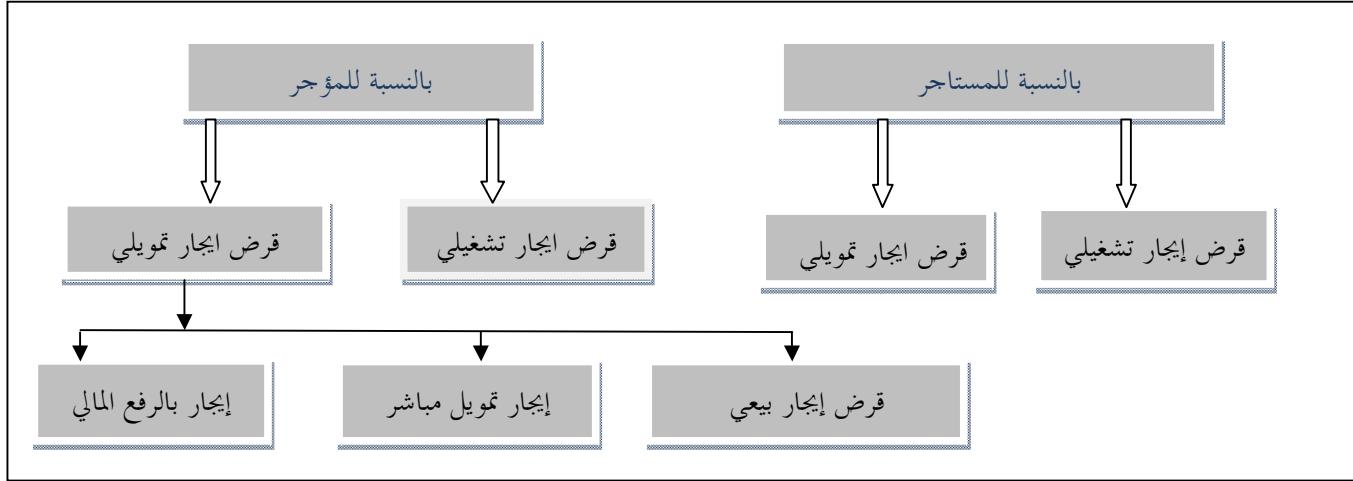 بالنسبة للمستاجر
بالنسبة للمؤجر
قرض إيجار تشغيلي
قرض ايجار تمويلي
قرض ايجار تشغيلي
قرض ايجار تمويلي
قرض إيجار بيعي
إيجار تمويل مباشر
إيجار بالرفع المالي